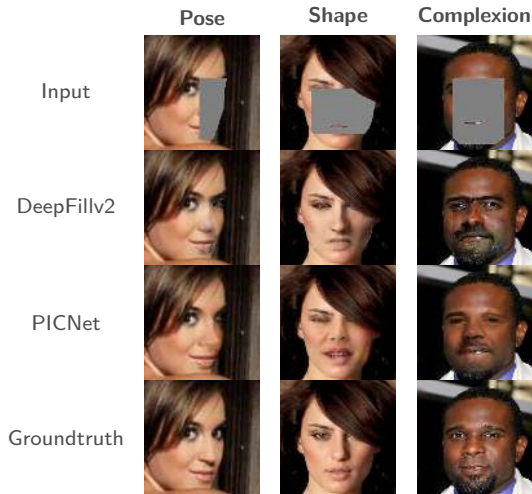 Pose Shape Complexion
Input
DeepFillv2
PICNet
Groundtruth